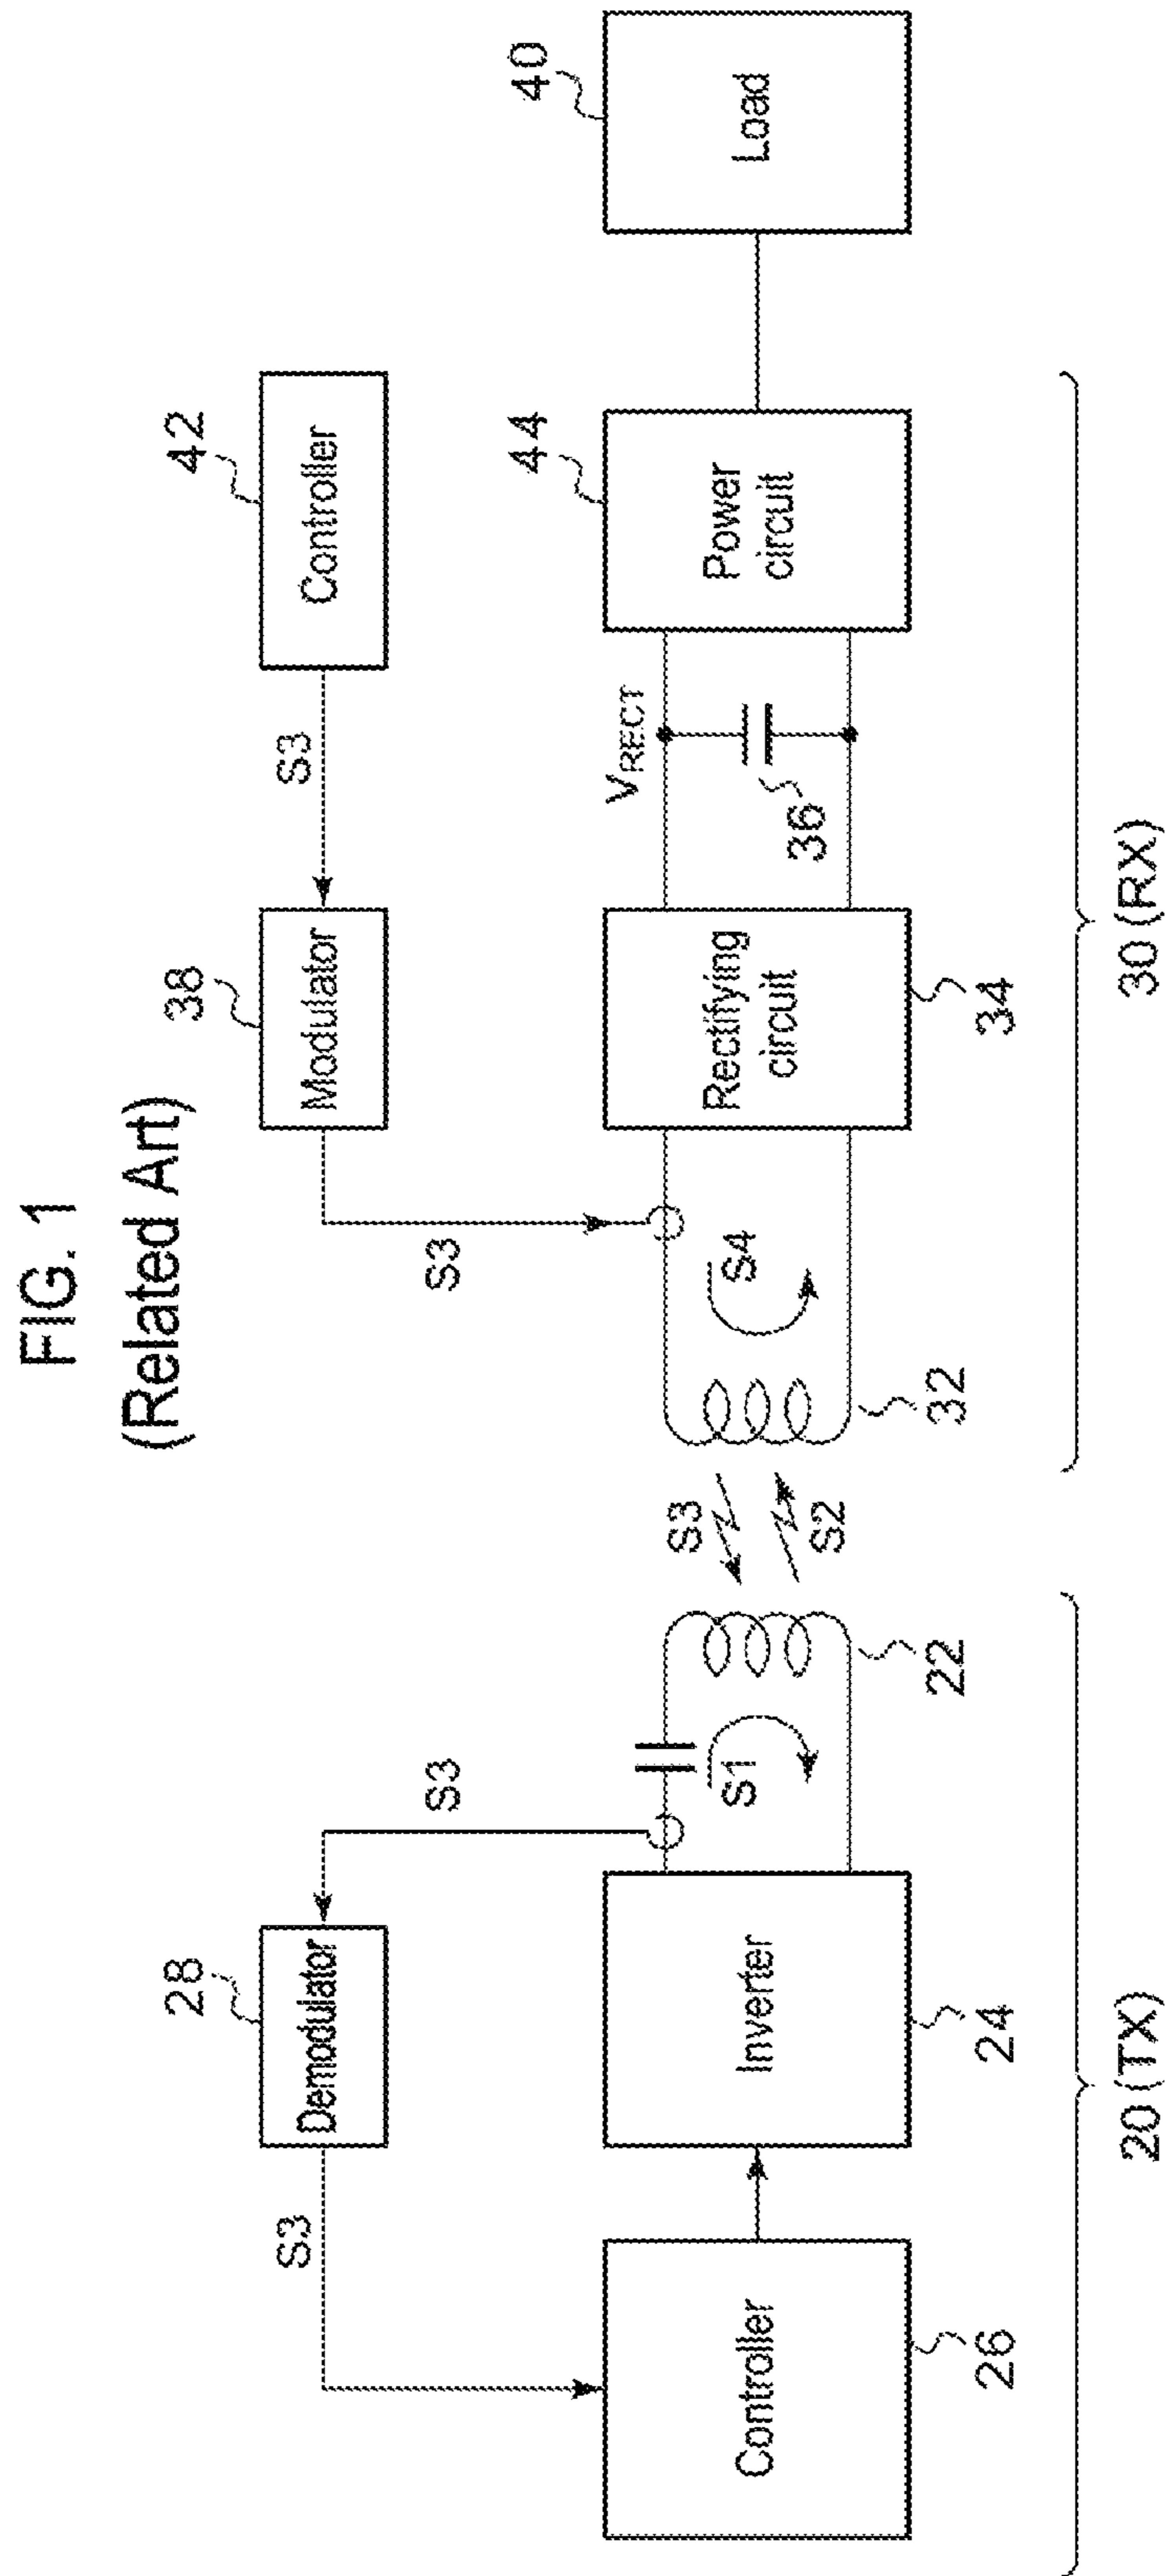 FIG. 1
(Related Art)
28
Demodulator
S3
S3
38
Modulator
S3
S3
42
Controller
Controller
26
Inverter
24
S1
22
S3
S2
32
S4
Rectifying
circuit
34
VRECT
36
Power
circuit
44
Load
40
20 (TX)
30 (RX)